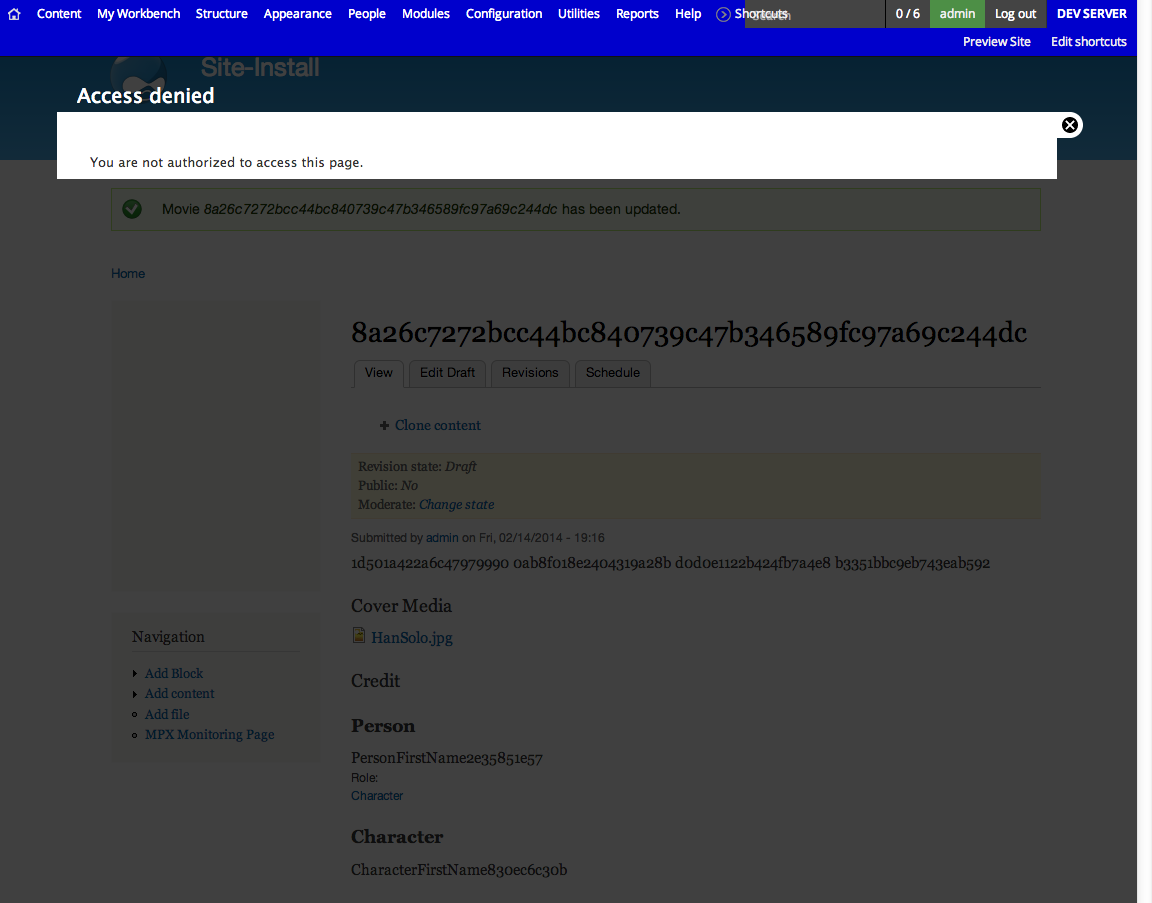 Content My Workbench Structure Appearance People Modules Configuration Utilities Reports Help Shortcuts Search 0 / 6 admin Log out DEV SERVER
Preview Site Edit shortcuts
Site-Install
Access denied
You are not authorized to access this page.
Movie 8a26c7272bcc44bc840739c47b346589fc97a69c244dc has been updated.
Home
8a26c7272bcc44bc840739c47b346589fc97a69c244dc
View Edit Draft Revisions Schedule
Clone content
Revision state: Draft
Public: No
Moderate: Change state
Submitted by admin on Fri, 02/14/2014 - 19:16
1d501a422a6c47979990 0ab8f018e2404319a28b d0d0e1122b424fb7a4e8 b3351bbc9eb743eab592
Cover Media
HanSolo.jpg
Credit
Person
PersonFirstName2e35851e57
Role:
Character
Character
CharacterFirstName830ec6c30b
Navigation
Add Block
Add content
Add file
MPX Monitoring Page